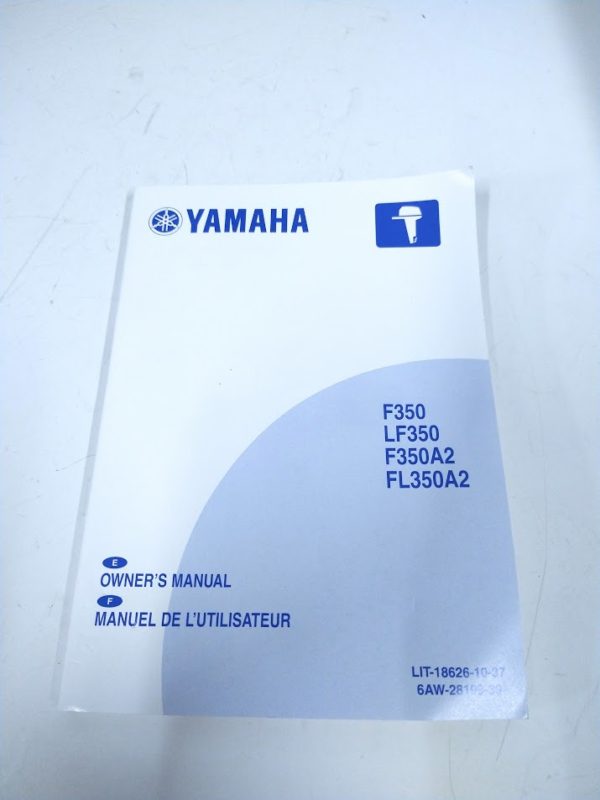 YAMAHA
F350
LF350
F350A2
FL350A2
E
OWNER'S MANUAL
F
MANUEL DE L'UTILISATEUR
LIT-18626-10-37